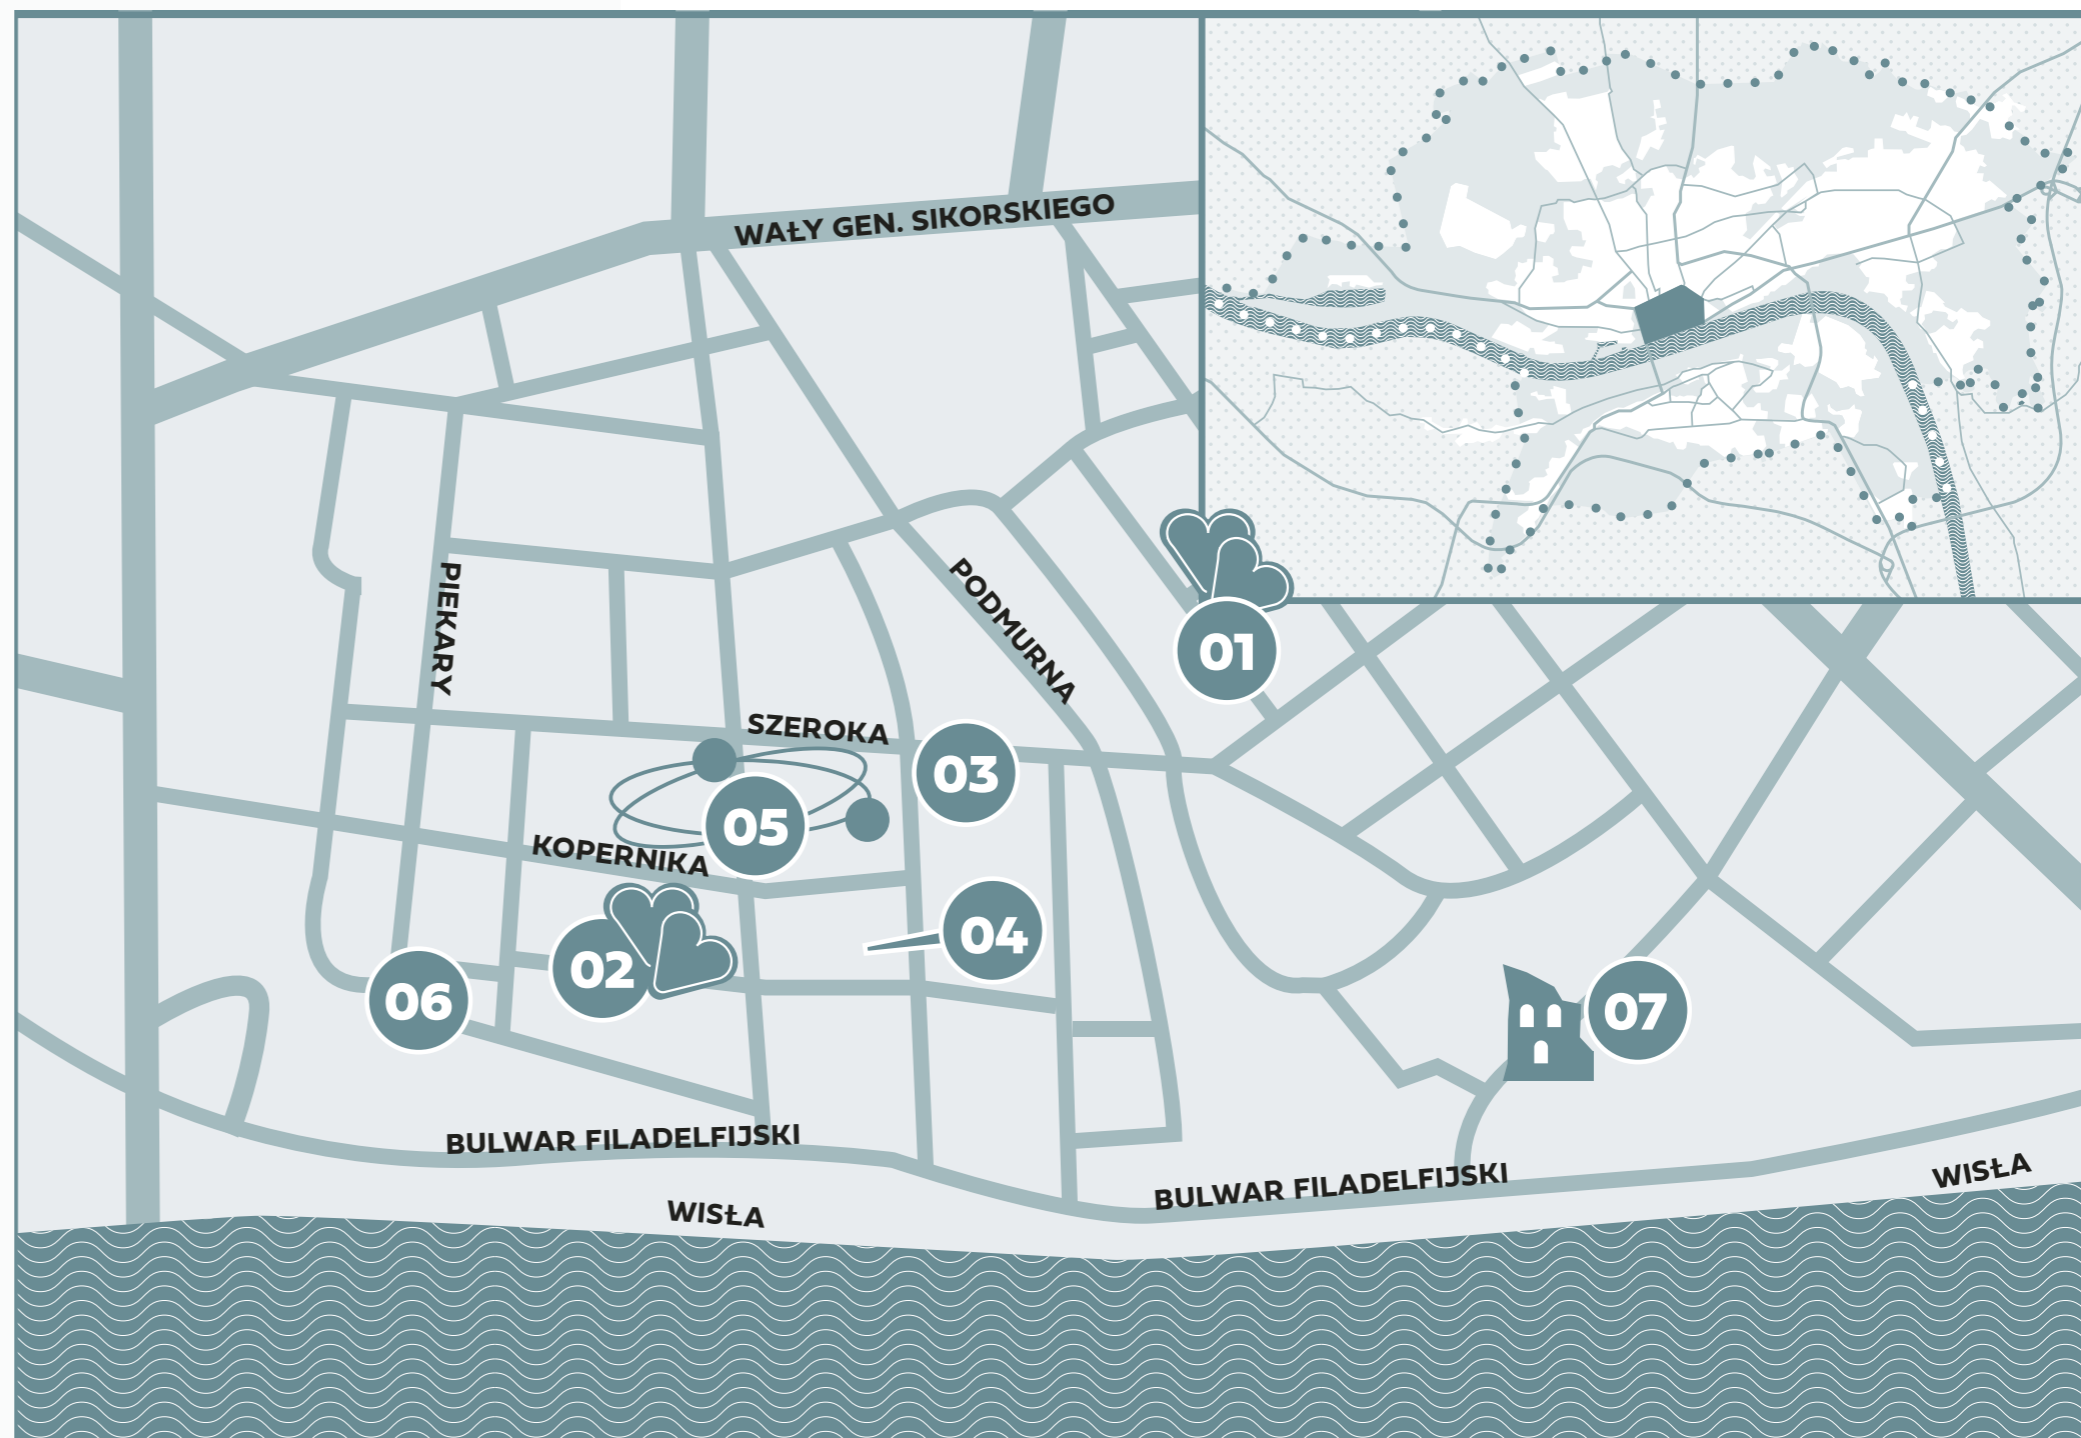 WAŁY GEN. SIKORSKIEGO
PIEKARY
PODMURNA
01
SZEROKA
03
05
KOPERNIKA
04
02
06
07
BULWAR FILADELFIJSKI
BULWAR FILADELFIJSKI
WISŁA
WISŁA